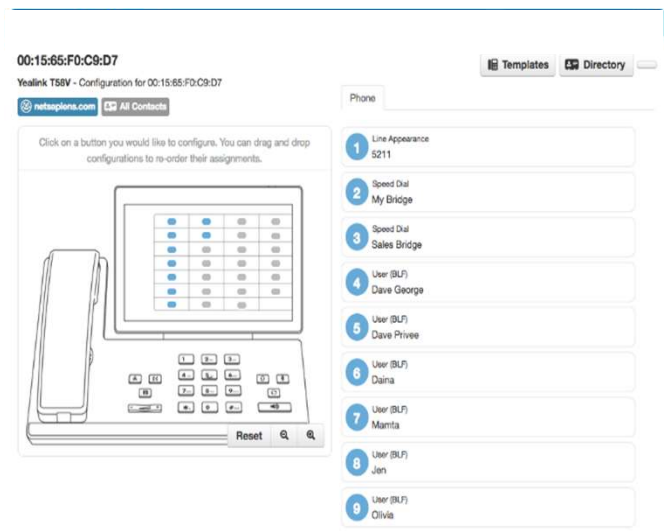 00:15:65:F0:C9:D7
Templates
Directory
Yealink T58V - Configuration for 00:15:65:F0:C9:D7
netsapiens.com
All Contacts
Phone
Click on a button you would like to configure. You can drag and drop
configurations to re-order their assignments.
1
Line Appearance
5211
2
Speed Dial
My Bridge
3
Speed Dial
Sales Bridge
4
User (BLF)
Dave George
5
User (BLF)
Dave Privee
6
User (BLF)
Daina
7
User (BLF)
Mamta
8
User (BLF)
Jen
9
User (BLF)
Olivia
Reset